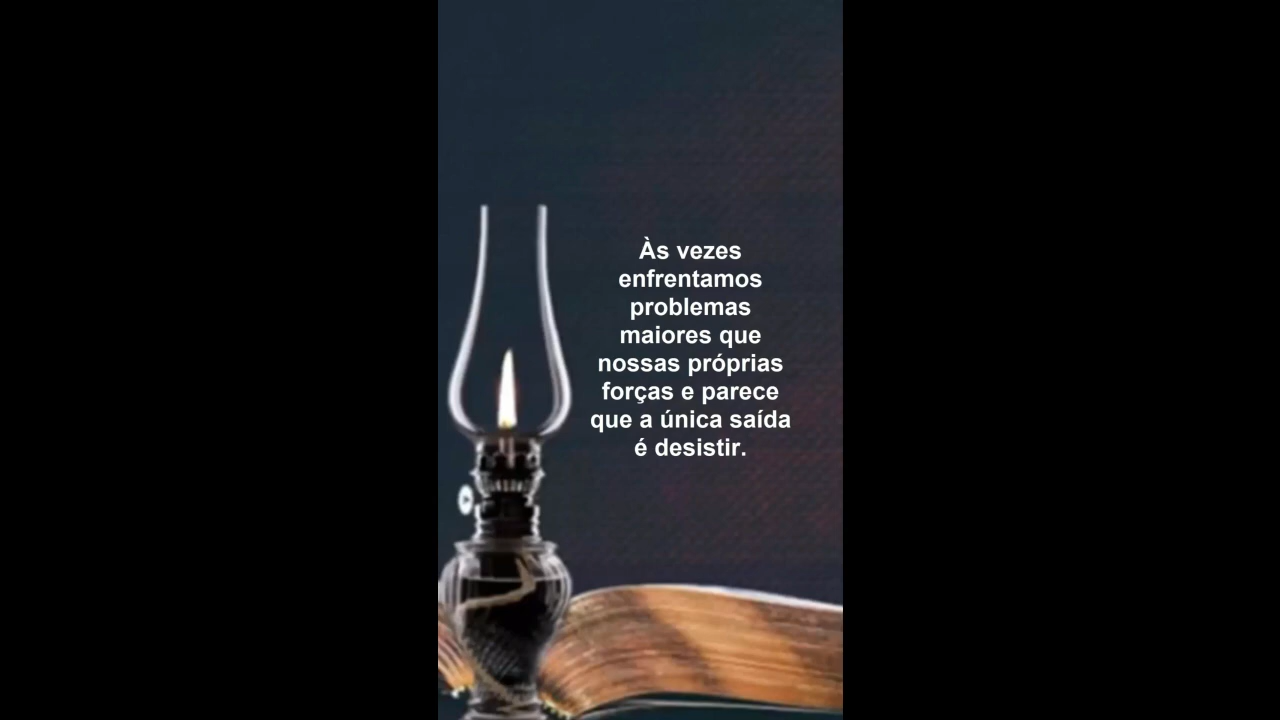 Às vezes
enfrentamos
problemas
maiores que
nossas próprias
forças e parece
que a única saída
é desistir.